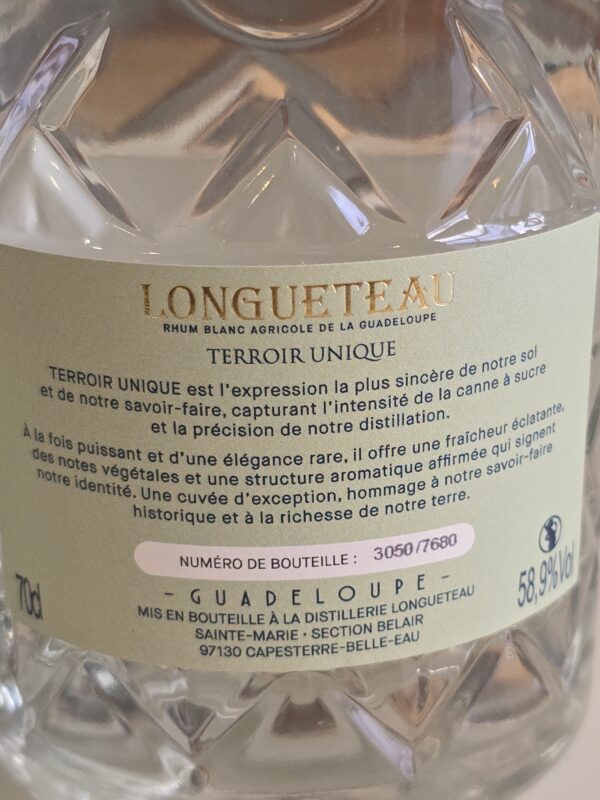 LONGUETEAU
RHUM BLANC AGRICOLE DE LA GUADELOUPE
TERROIR UNIQUE
TERROIR UNIQUE est l'expression la plus sincère de notre sol
et de notre savoir-faire, capturant l'intensité de la canne à sucre
et la précision de notre distillation.
À la fois puissant et d'une élégance rare, il offre une fraîcheur éclatante,
des notes végétales et une structure aromatique affirmée qui signent
notre identité. Une cuvée d'exception, hommage à notre savoir-faire
historique et à la richesse de notre terre.
NUMÉRO DE BOUTEILLE : 3050/7680
- GUADELOUPE -
70cl
58,9%Vol
MIS EN BOUTEILLE À LA DISTILLERIE LONGUETEAU
SAINTE-MARIE • SECTION BELAIR
97130 CAPESTERRE-BELLE-EAU